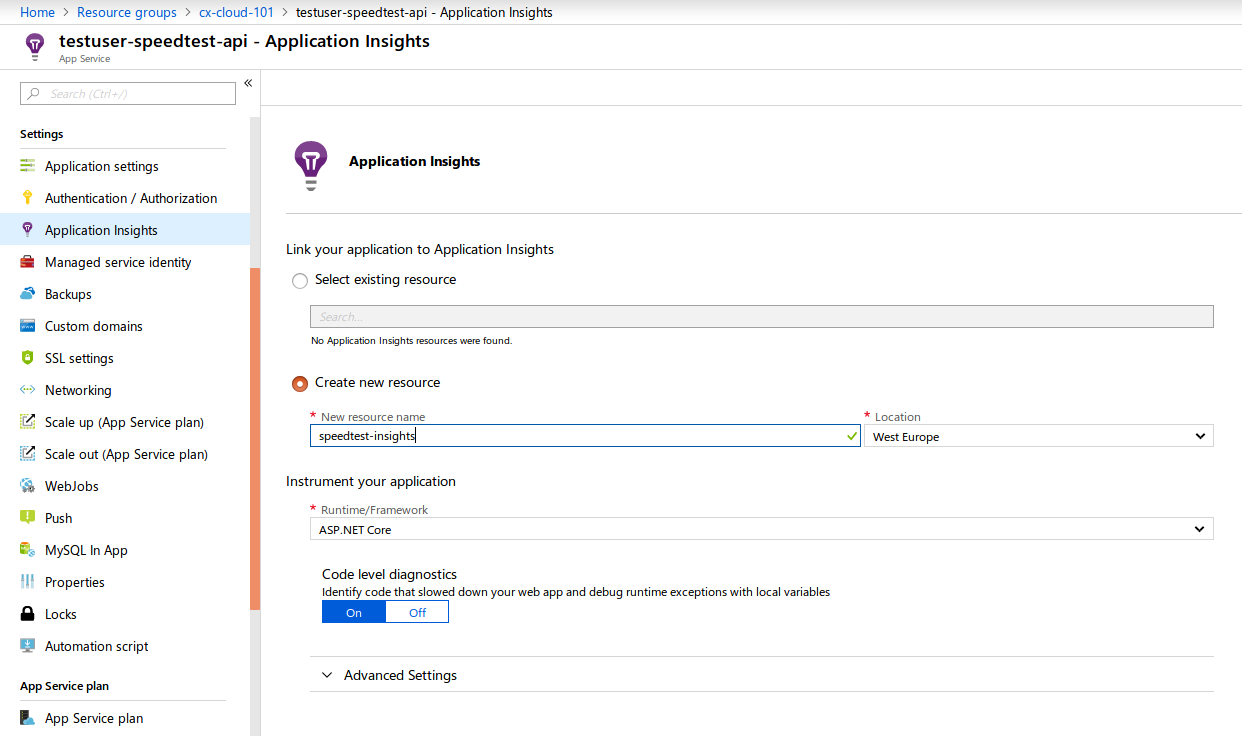 Home > Resource groups > cx-cloud-101 > testuser-speedtest-api - Application Insights
testuser-speedtest-api - Application Insights
App Service
Search (Ctrl+/)
«
Settings
Application settings
Authentication / Authorization
Application Insights
Managed service identity
Backups
Custom domains
SSL settings
Networking
Scale up (App Service plan)
Scale out (App Service plan)
WebJobs
Push
MySQL In App
Properties
Locks
Automation script
App Service plan
App Service plan
Application Insights
Link your application to Application Insights
Select existing resource
Search...
No Application Insights resources were found.
Create new resource
* New resource name * Location
speedtest-insights West Europe
Instrument your application
* Runtime/Framework
ASP.NET Core
Code level diagnostics
Identify code that slowed down your web app and debug runtime exceptions with local variables
On Off
Advanced Settings